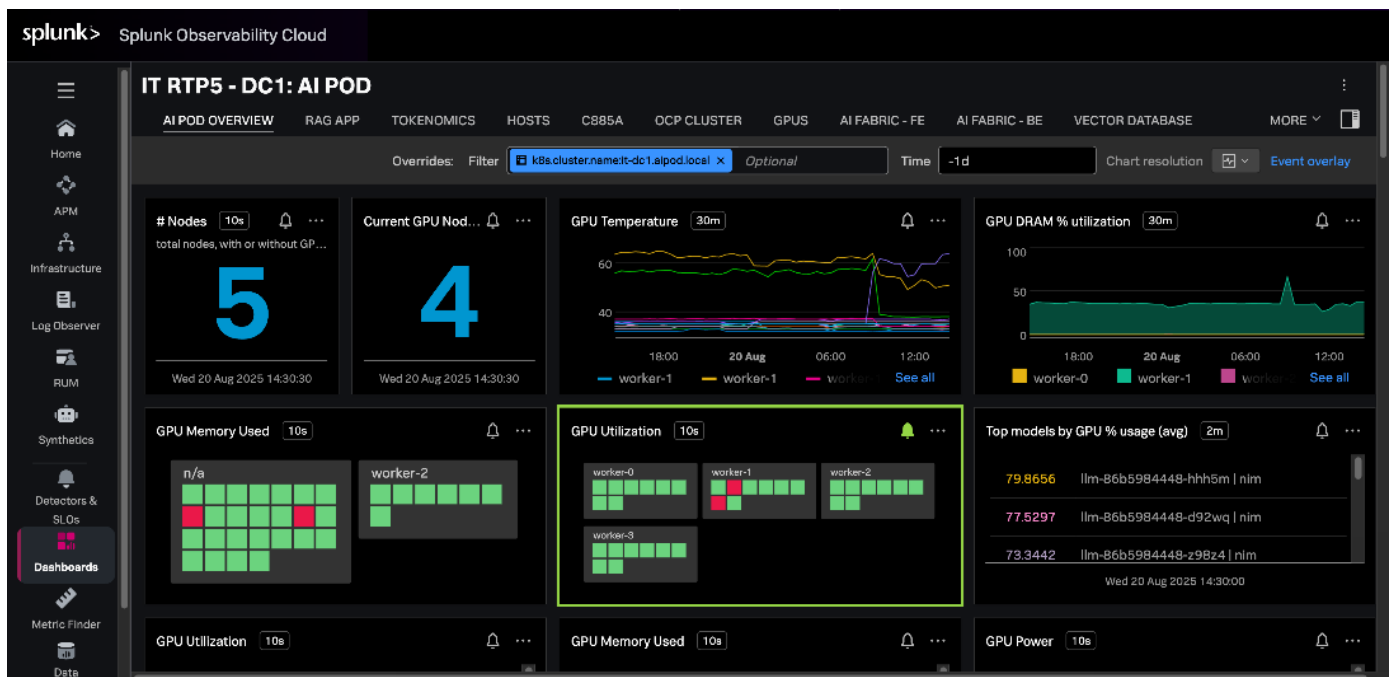 splunk> Splunk Observability Cloud
IT RTP5 - DC1: AI POD
AI POD OVERVIEW RAG APP TOKENOMICS HOSTS C885A OCP CLUSTER GPUS AI FABRIC - FE AI FABRIC - BE VECTOR DATABASE MORE
Overrides: Filter k8s.cluster.name:it-dc1.aipod.local × Optional Time -1d Chart resolution Event overlay
Home
APM
Infrastructure
Log Observer
RUM
Synthetics
Detectors &
SLOs
Dashboards
Metric Finder
Data
# Nodes 10s
total nodes, with or without GP...
5
Wed 20 Aug 2025 14:30:30
Current GPU Nod...
4
Wed 20 Aug 2025 14:30:30
GPU Temperature 30m
60
40
18:00 20 Aug 06:00 12:00
worker-1 worker-1 See all
GPU DRAM % utilization 30m
100
50
0
18:00 20 Aug 06:00 12:00
worker-0 worker-1 See all
GPU Memory Used 10s
n/a worker-2
GPU Utilization 10s
worker-0 worker-1 worker-2
worker-3
Top models by GPU % usage (avg) 2m
79.8656 llm-86b5984448-hhh5m | nim
77.5297 llm-86b5984448-d92wq | nim
73.3442 llm-86b5984448-z98z4 | nim
Wed 20 Aug 2025 14:30:00
GPU Utilization 10s
GPU Memory Used 10s
GPU Power 10s